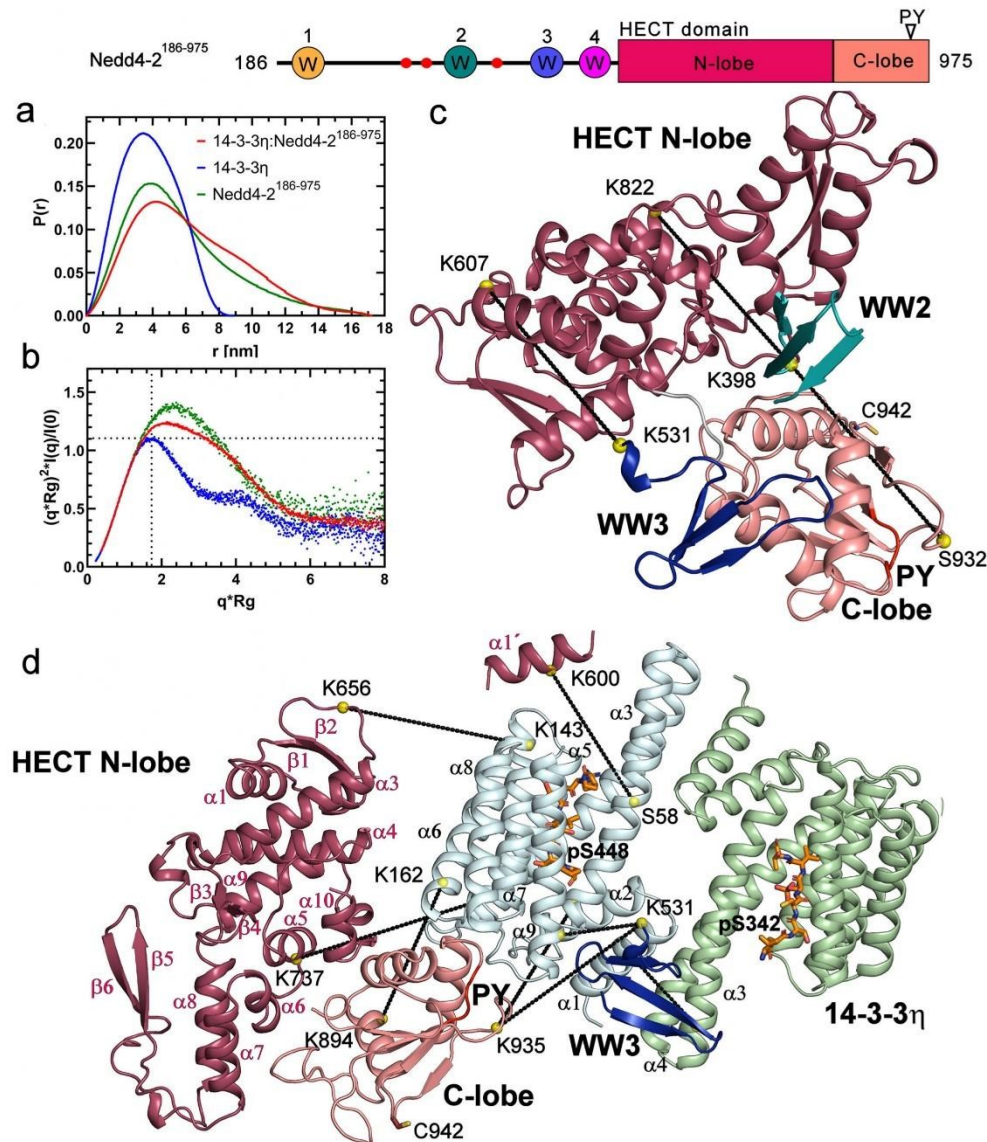 Nedd4-2186-975
186
1
W
2
W
3
W
4
W
HECT domain
N-lobe
PY
C-lobe
975
a
P(r)
0.20
0.15
0.10
0.05
0.00
0 2 4 6 8 10 12 14 16 18
r [nm]
14-3-3η:Nedd4-2186-975
14-3-3η
Nedd4-2186-975
b
(q*Rg)2*I(q)/I(0)
1.5
1.0
0.5
0.0
0 2 4 6 8
q*Rg
c
HECT N-lobe
K822
K607
WW2
K398
K531
C942
WW3
S932
PY
C-lobe
d
HECT N-lobe
K656
β2
β1
α1
α3
α4
α9
β3
β4
α5
α10
K737
β5
β6
α8
α6
α7
α1´
K600
K143
α3
α5
α8
α6
S58
pS448
K162
α7
α2
K531
α9
PY
α1
K894
K935
WW3
C-lobe
C942
pS342
α3
α4
14-3-3η